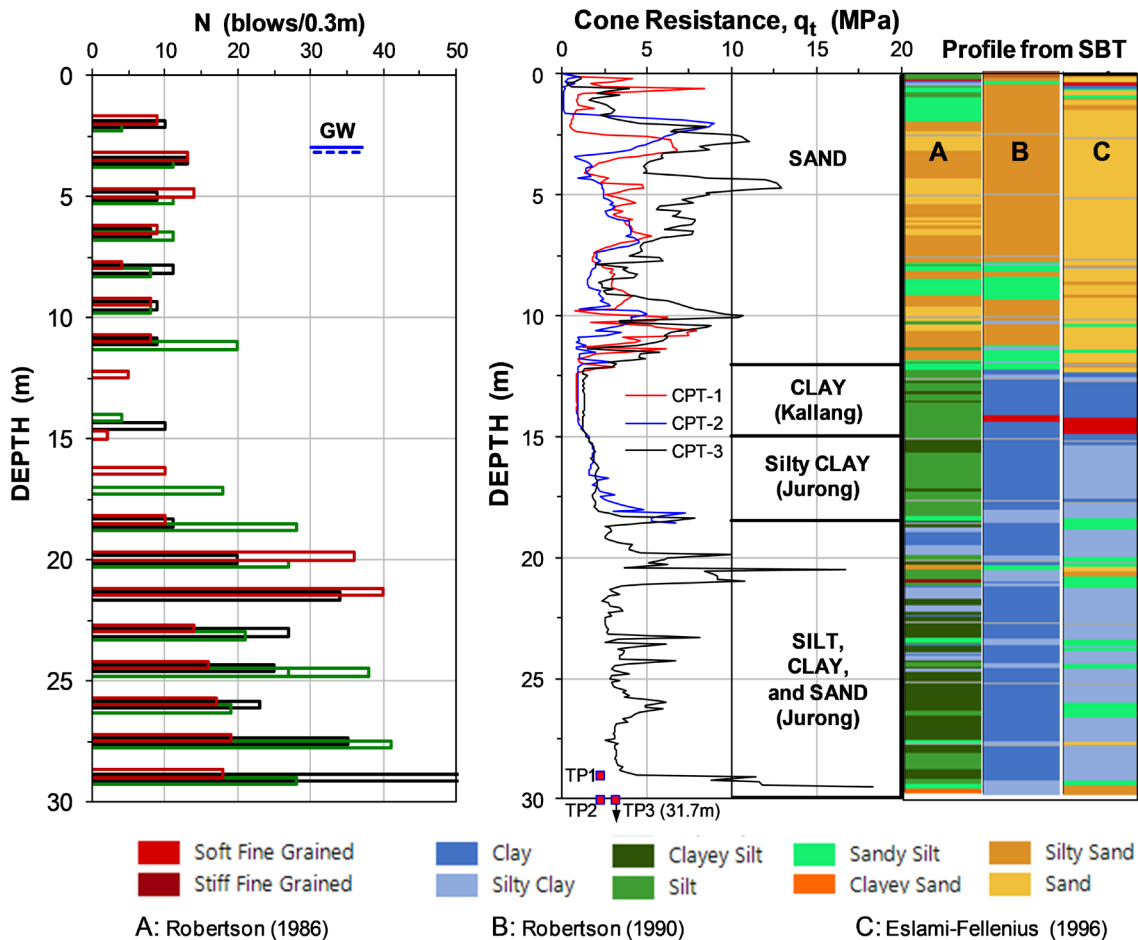 N (blows/0.3m)
0 10 20 30 40 50
0
5
10
15
20
25
30
DEPTH (m)
GW
Cone Resistance, qt (MPa)
0 5 10 15 20
0
5
10
15
20
25
30
DEPTH (m)
CPT-1
CPT-2
CPT-3
SAND
CLAY
(Kallang)
Silty CLAY
(Jurong)
SILT,
CLAY,
and SAND
(Jurong)
TP1
TP2
TP3 (31.7m)
Profile from SBT
A B C
Soft Fine Grained
Stiff Fine Grained
Clay
Silty Clay
Clayey Silt
Silt
Sandy Silt
Clayey Sand
Silty Sand
Sand
A: Robertson (1986) B: Robertson (1990) C: Eslami-Fellenius (1996)